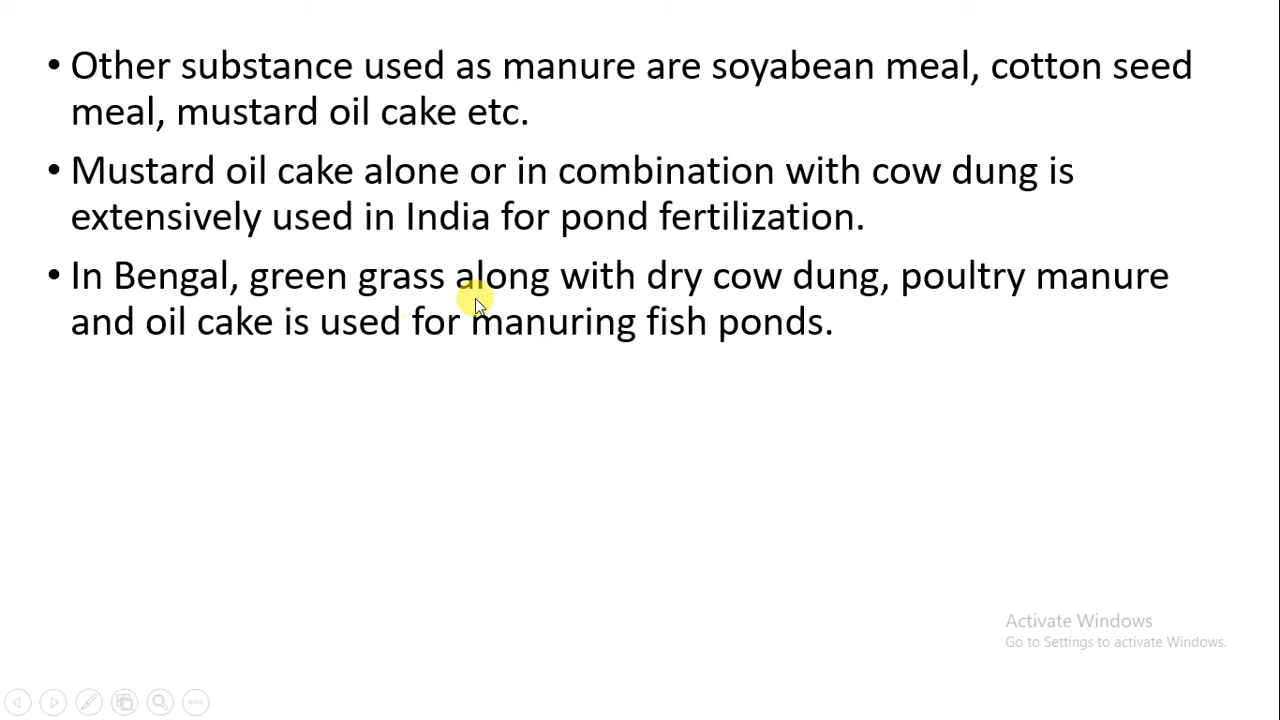 • Other substance used as manure are soyabean meal, cotton seed
meal, mustard oil cake etc.
• Mustard oil cake alone or in combination with cow dung is
extensively used in India for pond fertilization.
• In Bengal, green grass along with dry cow dung, poultry manure
and oil cake is used for manuring fish ponds.
Activate Windows
Go to Settings to activate Windows.